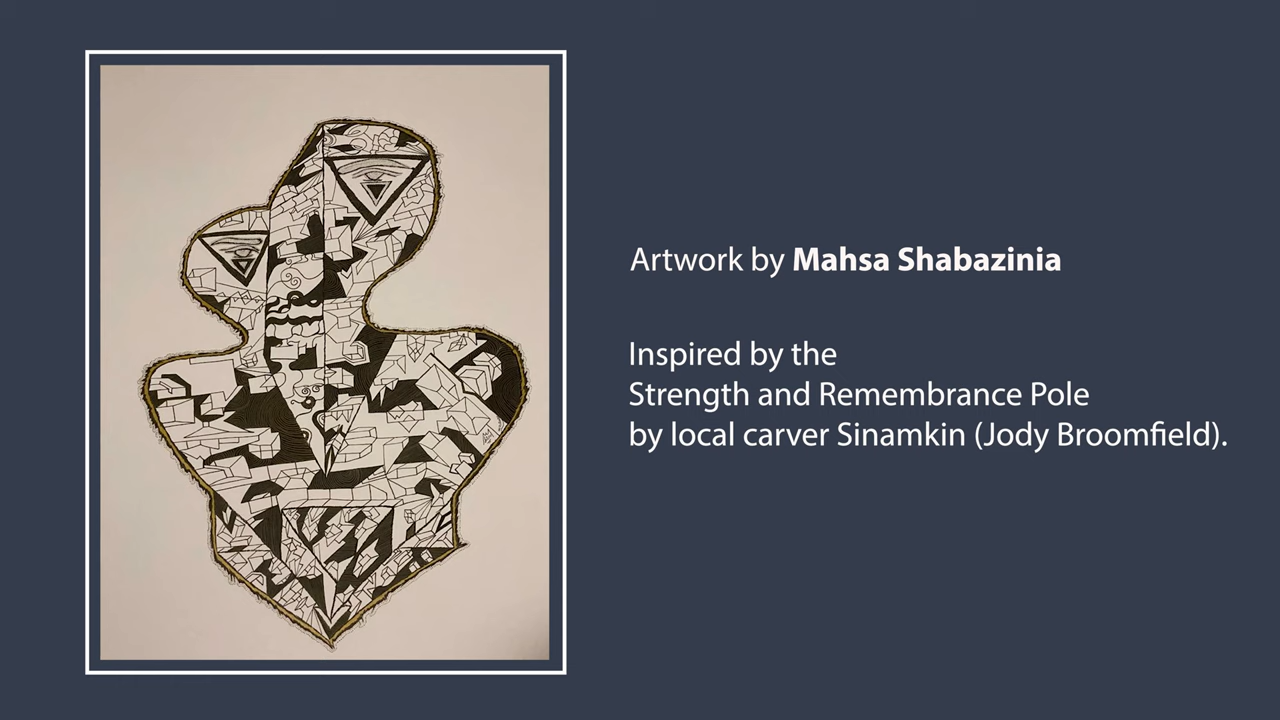 Artwork by Mahsa Shabazinia
Inspired by the
Strength and Remembrance Pole
by local carver Sinamkin (Jody Broomfield).